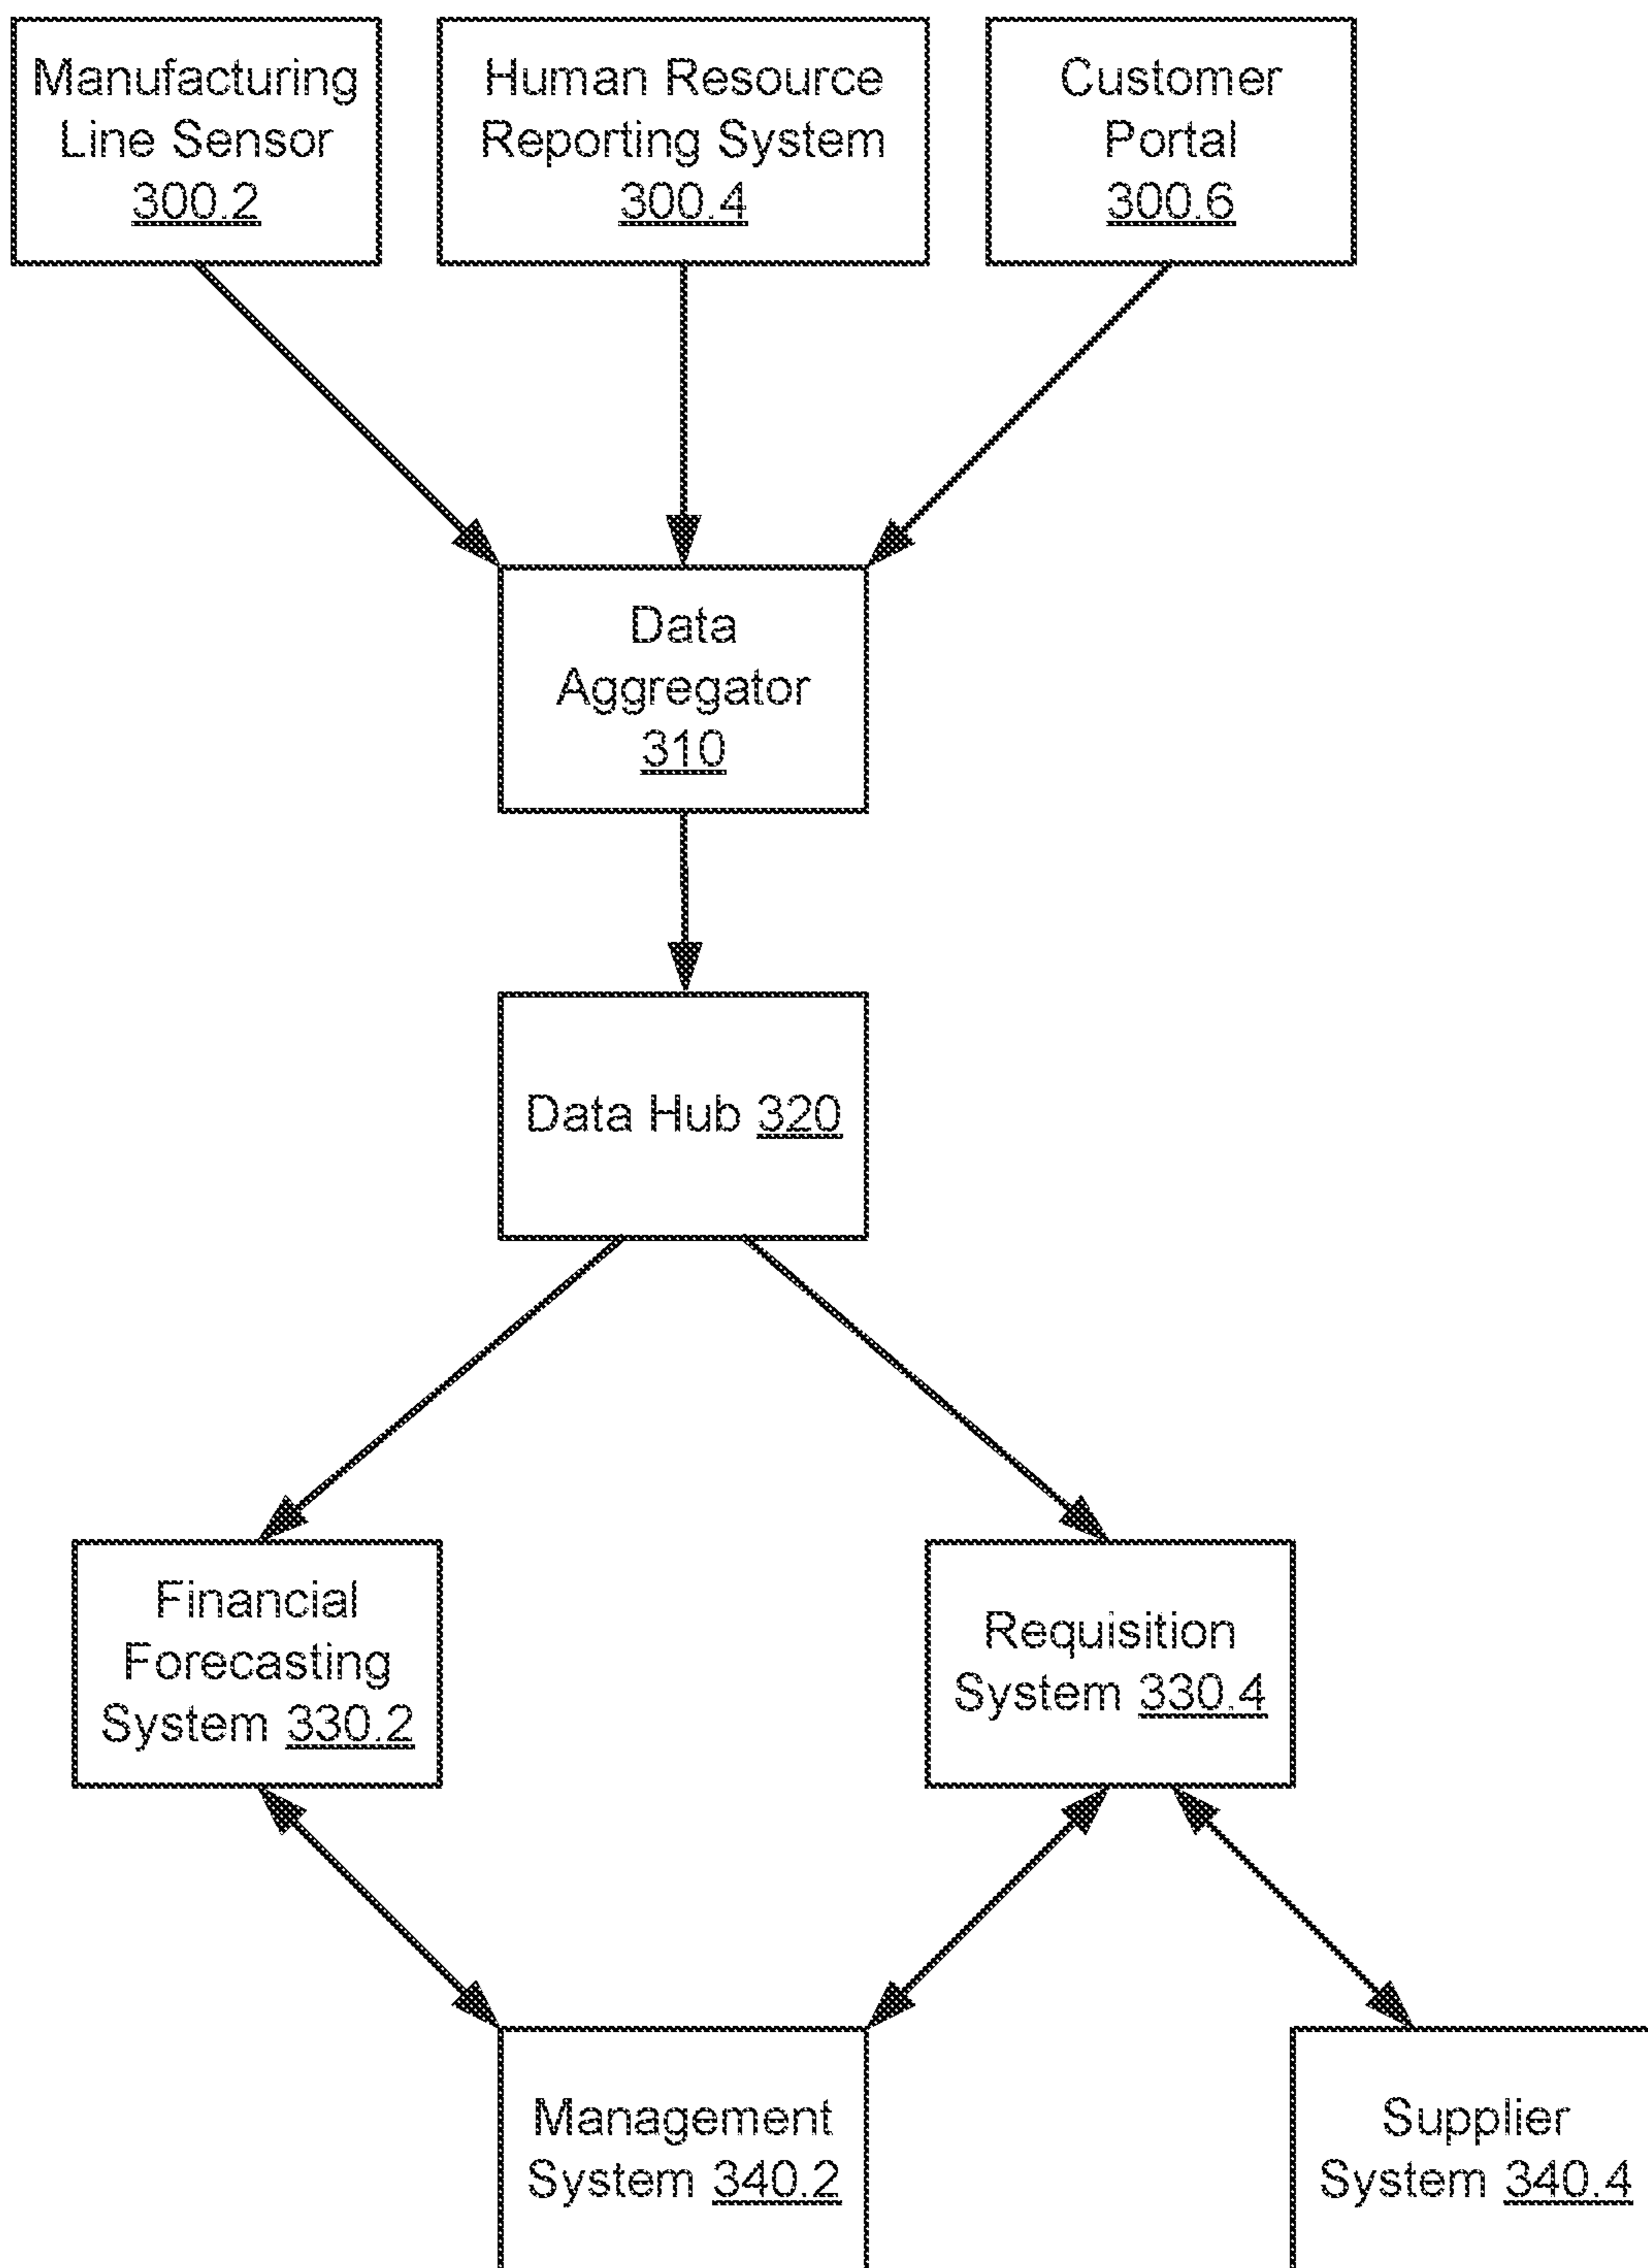 Manufacturing
Line Sensor
300.2
Human Resource
Reporting System
300.4
Customer
Portal
300.6
Data
Aggregator
310
Data Hub 320
Financial
Forecasting
System 330.2
Requisition
System 330.4
Management
System 340.2
Supplier
System 340.4